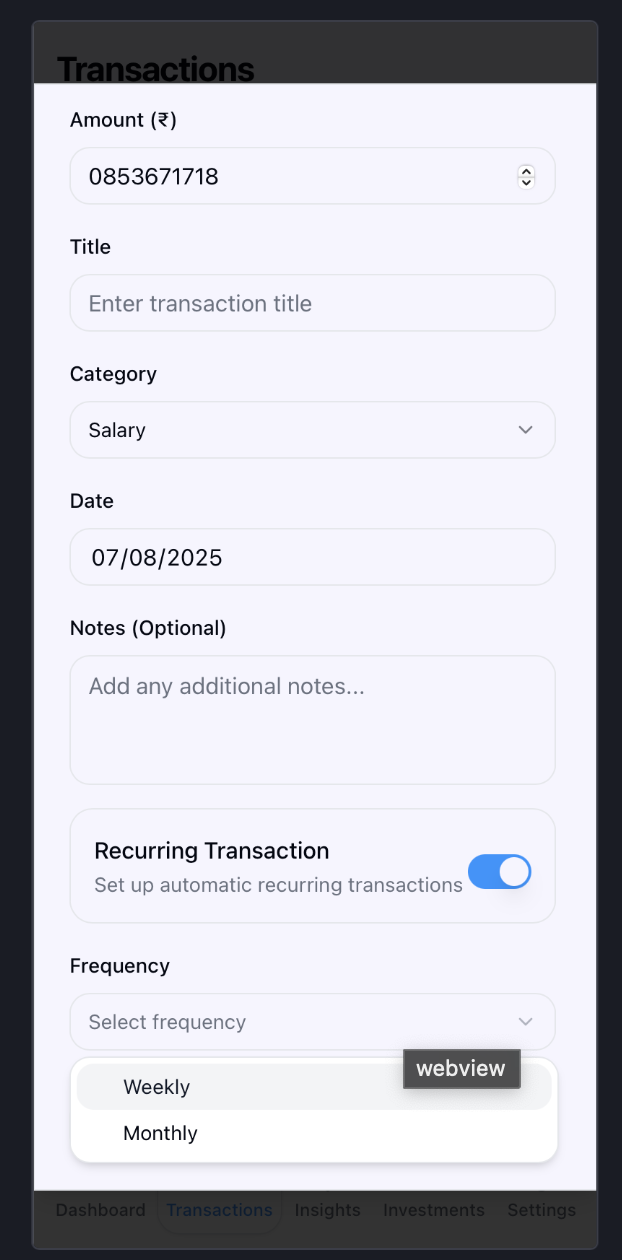 Transactions
Amount (₹)
0853671718
Title
Enter transaction title
Category
Salary
Date
07/08/2025
Notes (Optional)
Add any additional notes...
Recurring Transaction
Set up automatic recurring transactions
Frequency
Select frequency
webview
Weekly
Monthly
Dashboard Transactions Insights Investments Settings